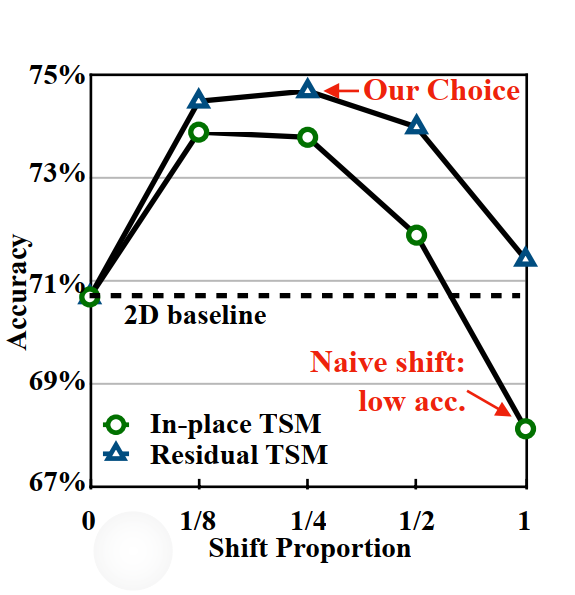 75%
Our Choice
73%
Accuracy
71%
2D baseline
Naive shift:
low acc.
69%
In-place TSM
Residual TSM
67%
0 1/8 1/4 1/2 1
Shift Proportion